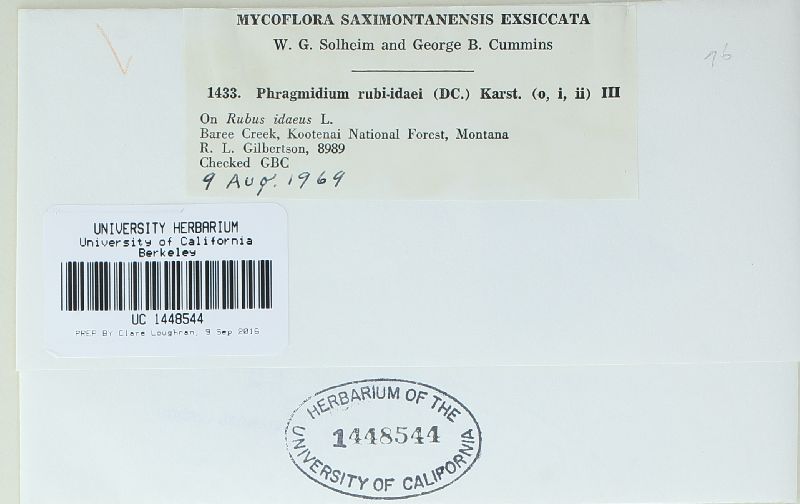 MYCOFLORA SAXIMONTANENSIS EXSICCATA
W. G. Solheim and George B. Cummins
1433. Phragmidium rubi-idaei (DC.) Karst. (o, i, ii) III
On Rubus idaeus L.
Baree Creek, Kootenai National Forest, Montana
R. L. Gilbertson, 8989
Checked GBC
9 Aug. 1969
UNIVERSITY HERBARIUM
University of California
Berkeley
UC 1448544
PREP BY Clare Loughran, 9 Sep 2015
HERBARIUM OF THE
1448544
UNIVERSITY OF CALIFORNIA